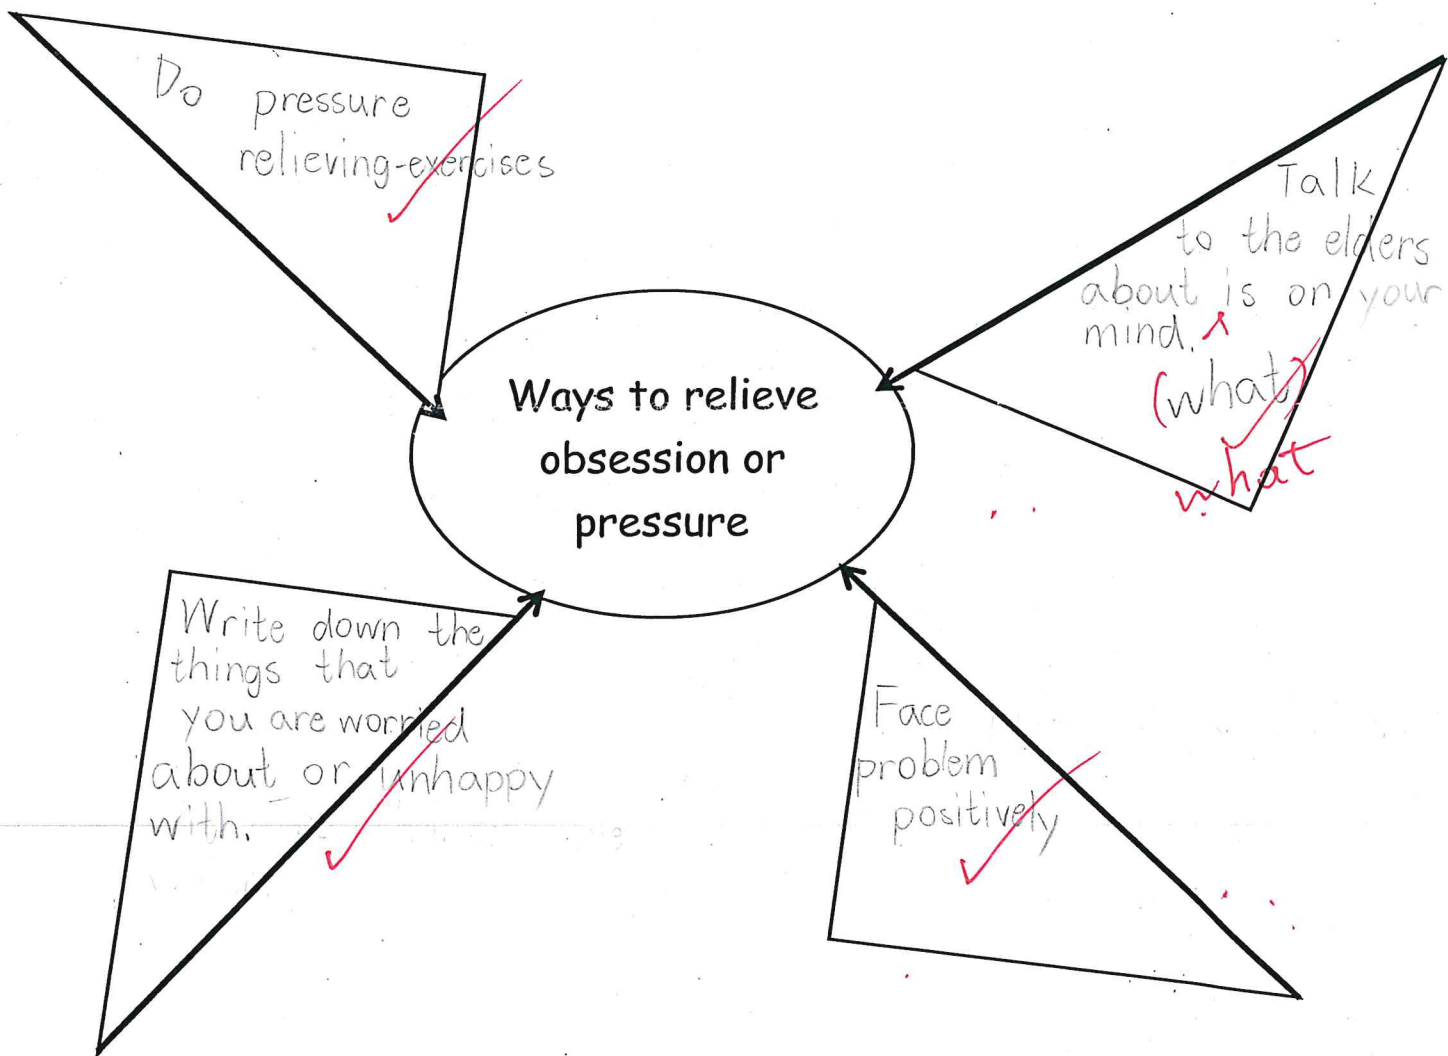 Do pressure
relieving-exercises
Talk
to the elders
about is on your
mind.
(what)
what
Ways to relieve
obsession or
pressure
Write down the
things that
you are worried
about or unhappy
with.
Face
problem
positively